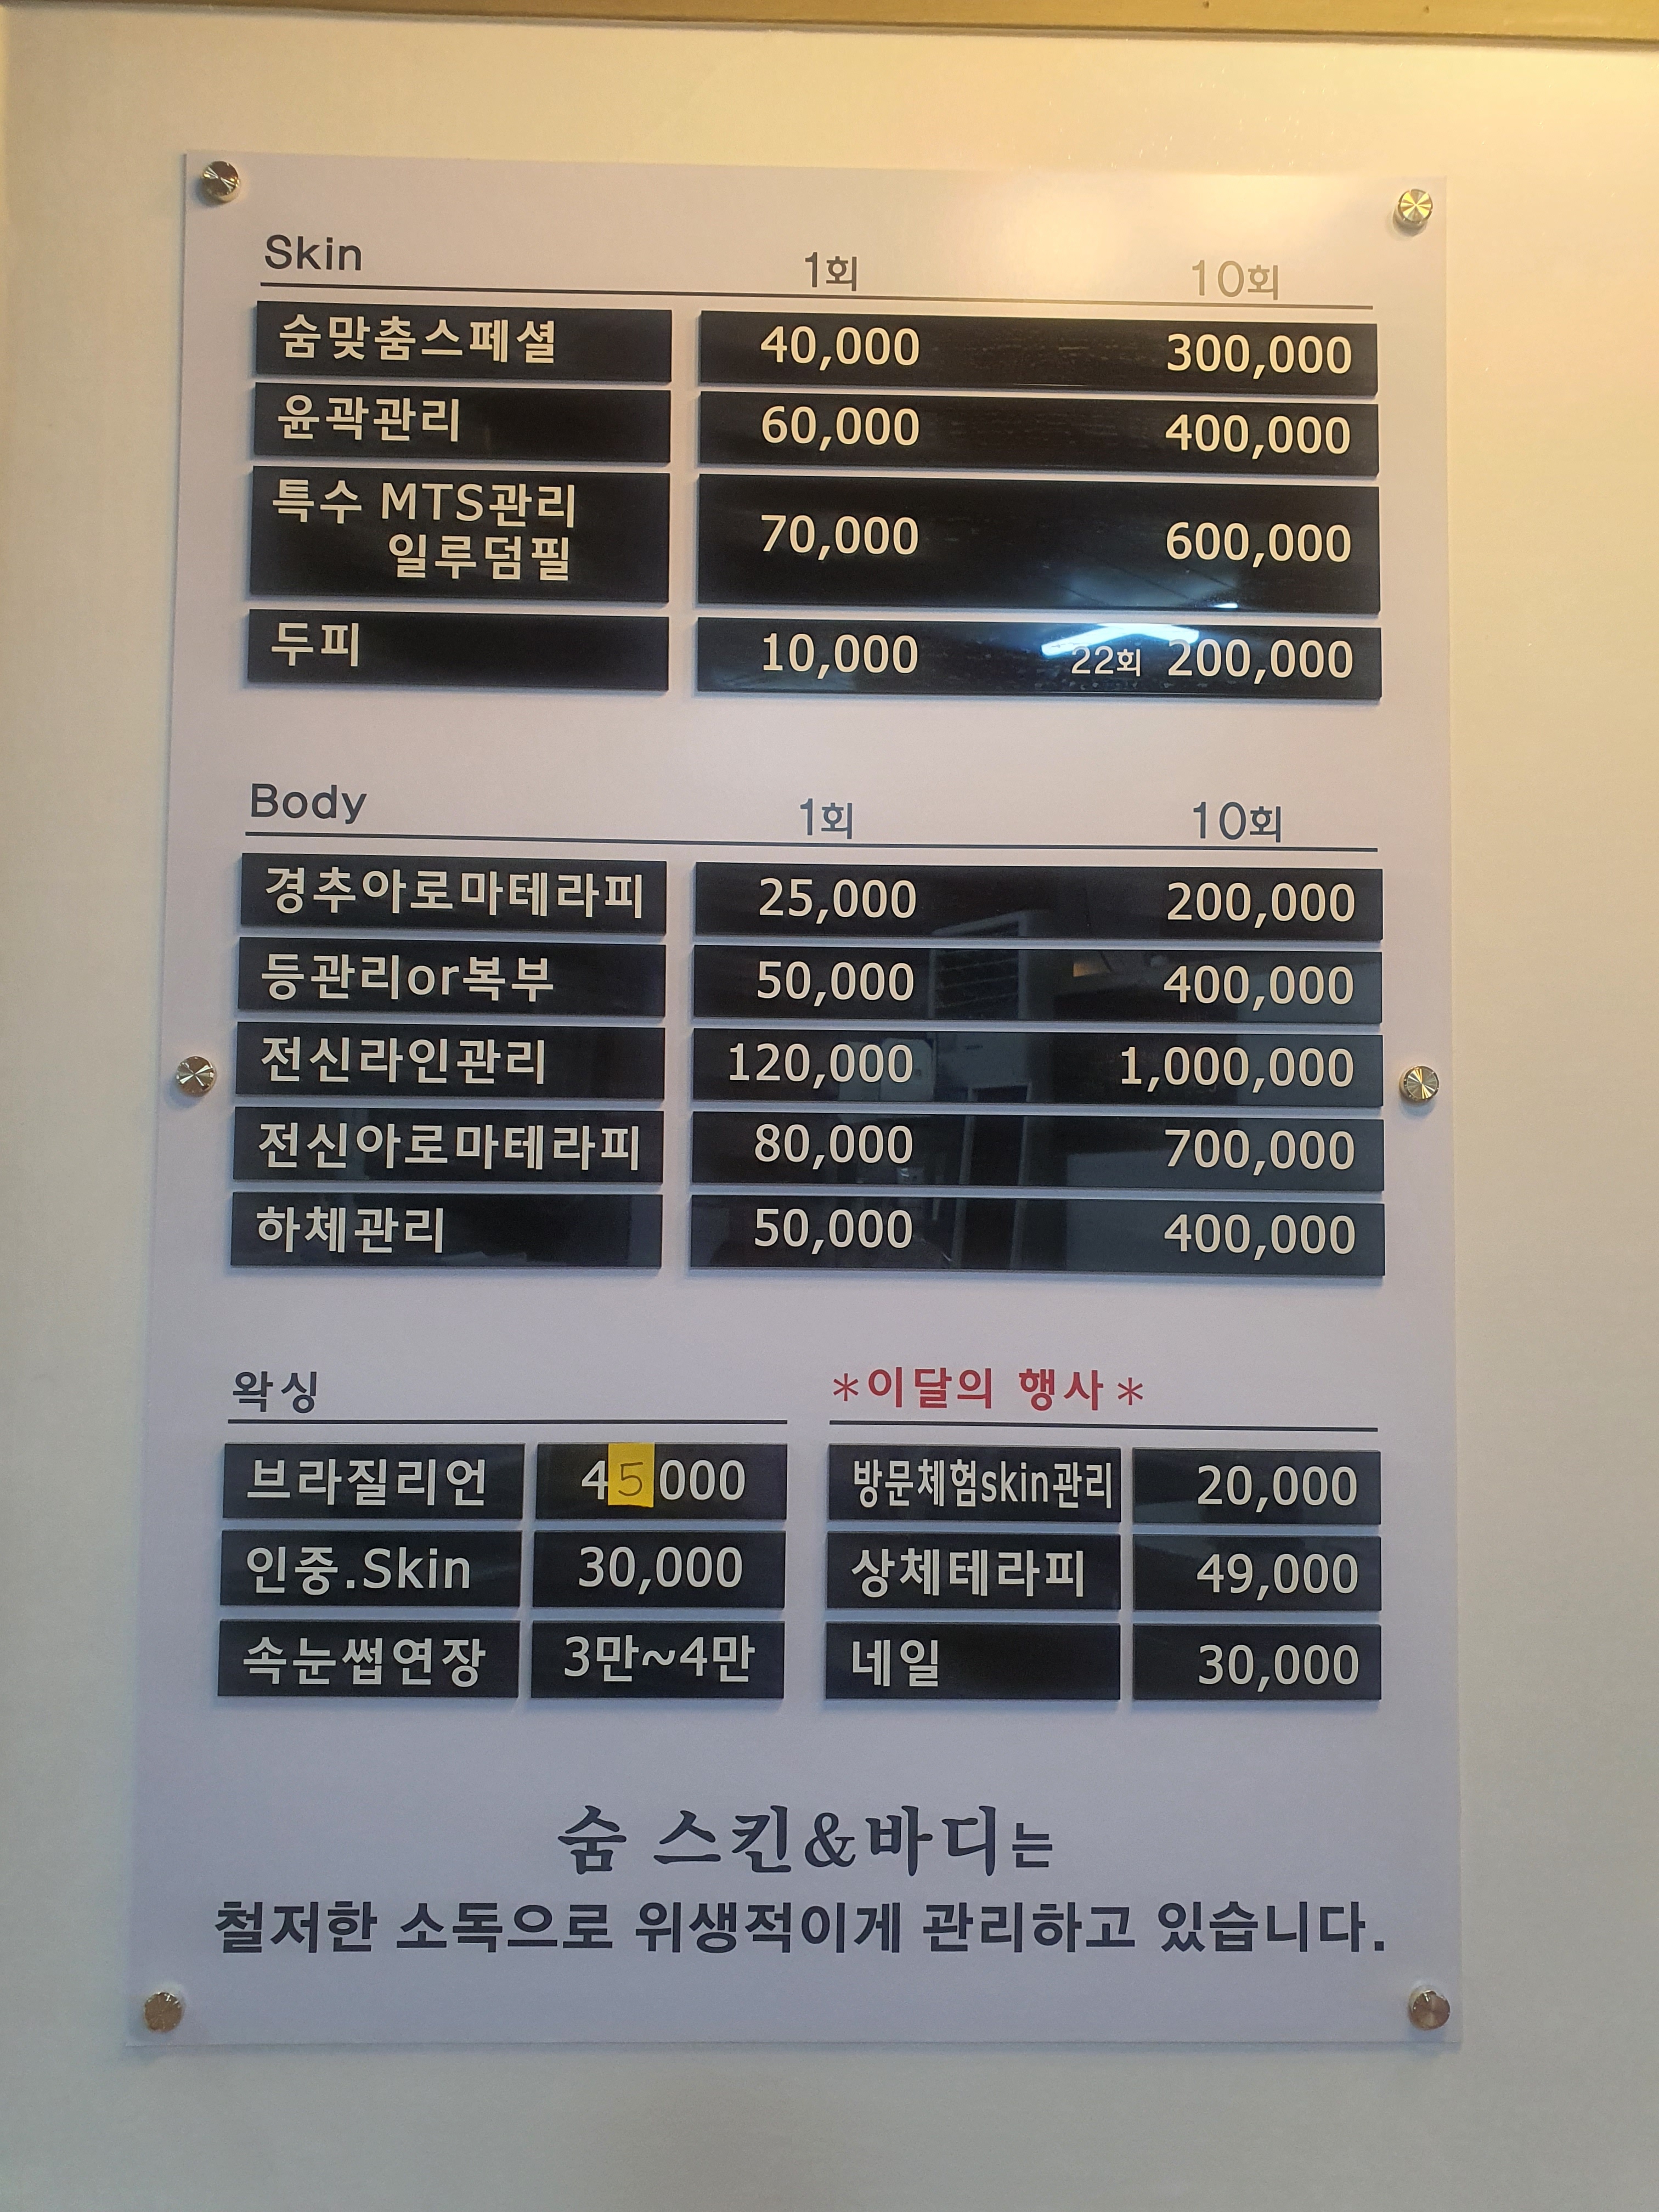 Skin 1회 10회
숨맞춤스페셜 40,000 300,000
윤곽관리 60,000 400,000
특수 MTS관리
일루덤필 70,000 600,000
두피 10,000 22회 200,000
Body 1회 10회
경추아로마테라피 25,000 200,000
등관리or복부 50,000 400,000
전신라인관리 120,000 1,000,000
전신아로마테라피 80,000 700,000
하체관리 50,000 400,000
왁싱
브라질리언 45000
인중.Skin 30,000
속눈썹연장 3만~4만
*이달의 행사*
방문체험skin관리 20,000
상체테라피 49,000
네일 30,000
숨 스킨&바디는
철저한 소독으로 위생적이게 관리하고 있습니다.